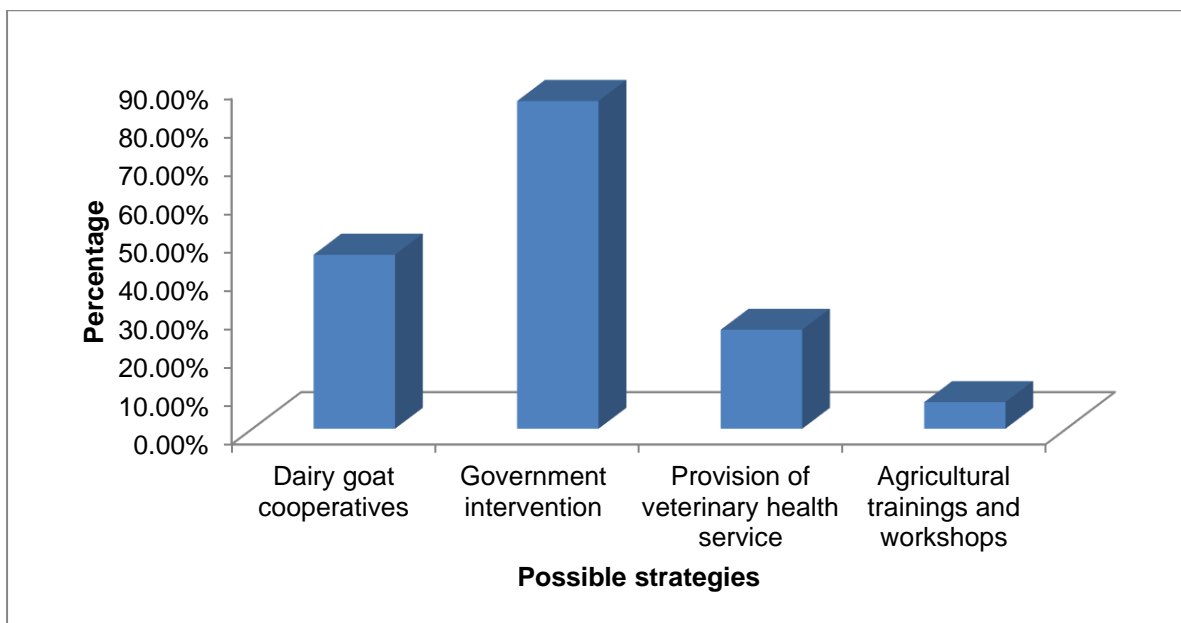 90.00%
80.00%
70.00%
60.00%
50.00%
40.00%
30.00%
20.00%
10.00%
0.00%
Percentage
Dairy goat
cooperatives
Government
intervention
Provision of
veterinary health
service
Agricultural
trainings and
workshops
Possible strategies